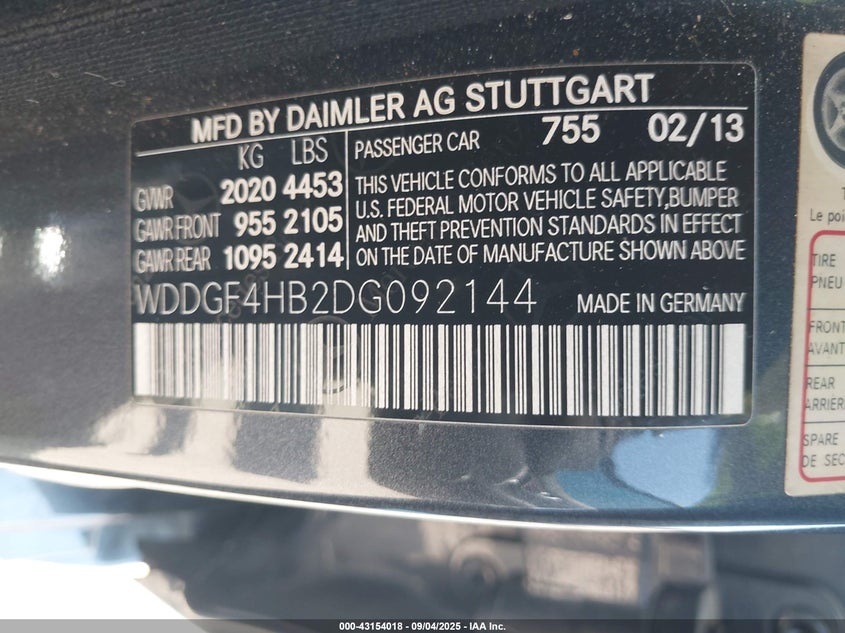 MFD BY DAIMLER AG STUTTGART
KG LBS
GVWR 2020 4453
GAWR FRONT 955 2105
GAWR REAR 1095 2414
PASSENGER CAR 755 02/13
THIS VEHICLE CONFORMS TO ALL APPLICABLE
U.S. FEDERAL MOTOR VEHICLE SAFETY,BUMPER
AND THEFT PREVENTION STANDARDS IN EFFECT
ON THE DATE OF MANUFACTURE SHOWN ABOVE
WDDGF4HB2DG092144 MADE IN GERMANY
Le
TIRE
PNEU
FRONT
AVANT
REAR
SPARE
DE
000-43154018 - 09/04/2025 - IAA Inc.